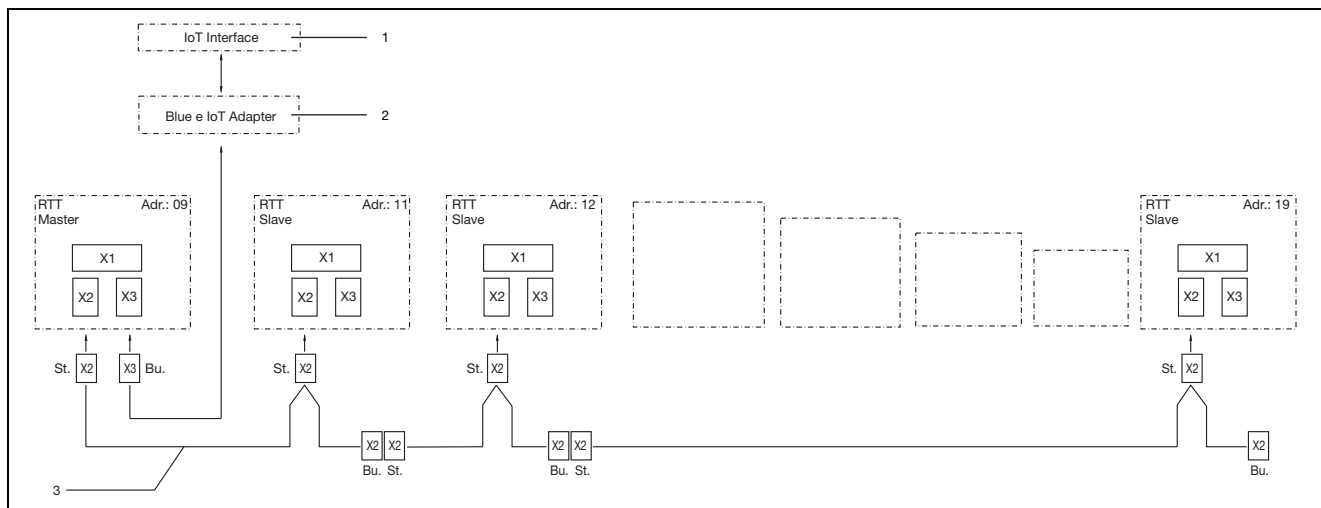 IoT Interface 1
Blue e IoT Adapter 2
RTT Adr.: 09
Master
X1
X2 X3
RTT Adr.: 11
Slave
X1
X2 X3
RTT Adr.: 12
Slave
X1
X2 X3
RTT Adr.: 19
Slave
X1
X2 X3
St. X2 X3 Bu.
St. X2
St. X2
St. X2
X2 X2
Bu. St.
X2 X2
Bu. St.
X2
Bu.
3